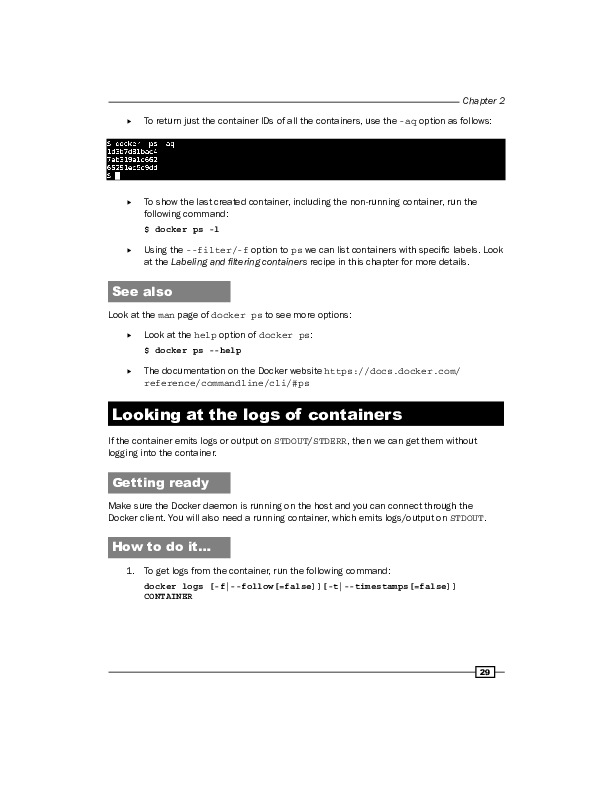 Chapter 2
▸ To return just the container IDs of all the containers, use the -aq option as follows:
$ docker ps -aq
1d3b7d81bac4
7ab319a1c662
65291ec5c9dd
$
▸ To show the last created container, including the non-running container, run the
following command:
$ docker ps -l
▸ Using the --filter/-f option to ps we can list containers with specific labels. Look
at the Labeling and filtering containers recipe in this chapter for more details.
See also
Look at the man page of docker ps to see more options:
▸ Look at the help option of docker ps:
$ docker ps --help
▸ The documentation on the Docker website https://docs.docker.com/
reference/commandline/cli/#ps
Looking at the logs of containers
If the container emits logs or output on STDOUT/STDERR, then we can get them without
logging into the container.
Getting ready
Make sure the Docker daemon is running on the host and you can connect through the
Docker client. You will also need a running container, which emits logs/output on STDOUT.
How to do it...
1. To get logs from the container, run the following command:
docker logs [-f|--follow[=false]][-t|--timestamps[=false]]
CONTAINER
29